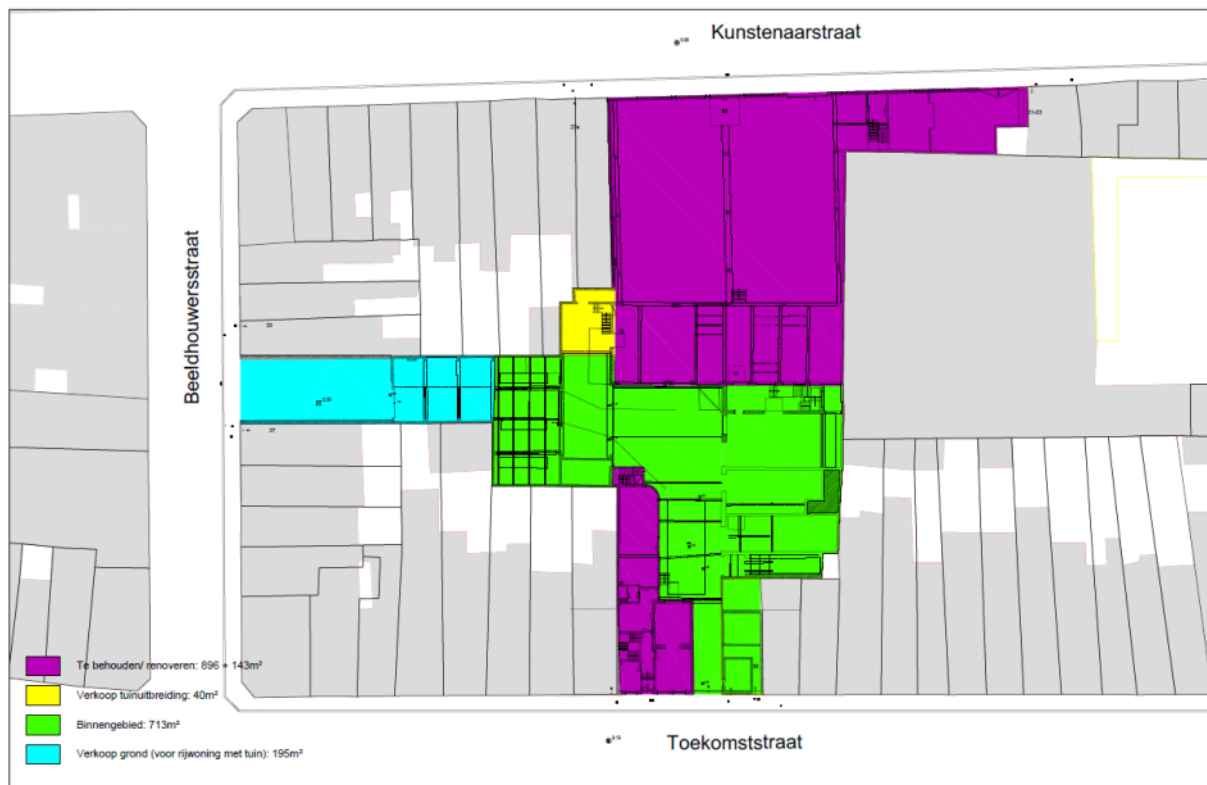 Kunstenaarstraat
Beeldhouwersstraat
Te behouden/ renoveren: 896 + 143m²
Verkoop tuinuitbreiding: 40m²
Binnengebied: 713m²
Verkoop grond (voor rijwoning met tuin): 195m²
Toekomststraat